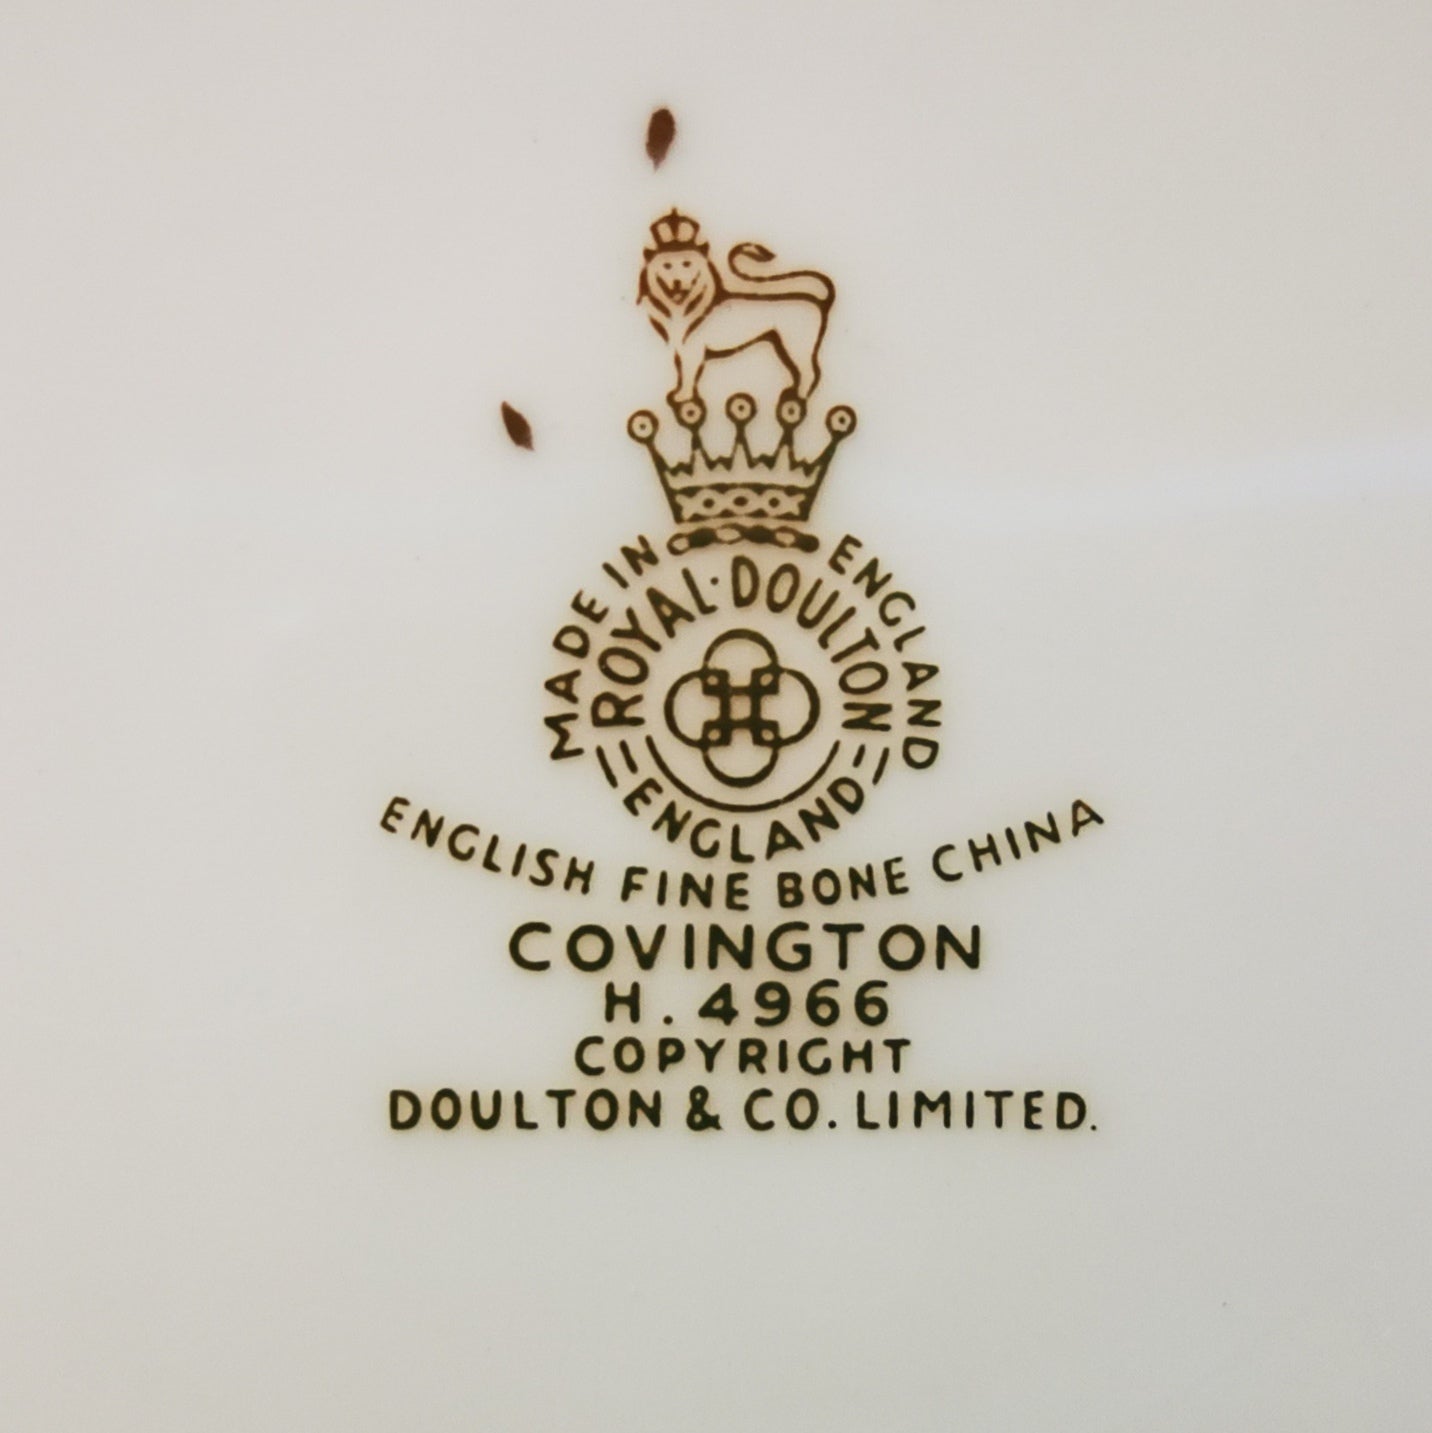 MADE IN ENGLAND
ROYAL·DOULTON
ENGLAND
ENGLISH FINE BONE CHINA
COVINGTON
H. 4966
COPYRIGHT
DOULTON & CO. LIMITED.